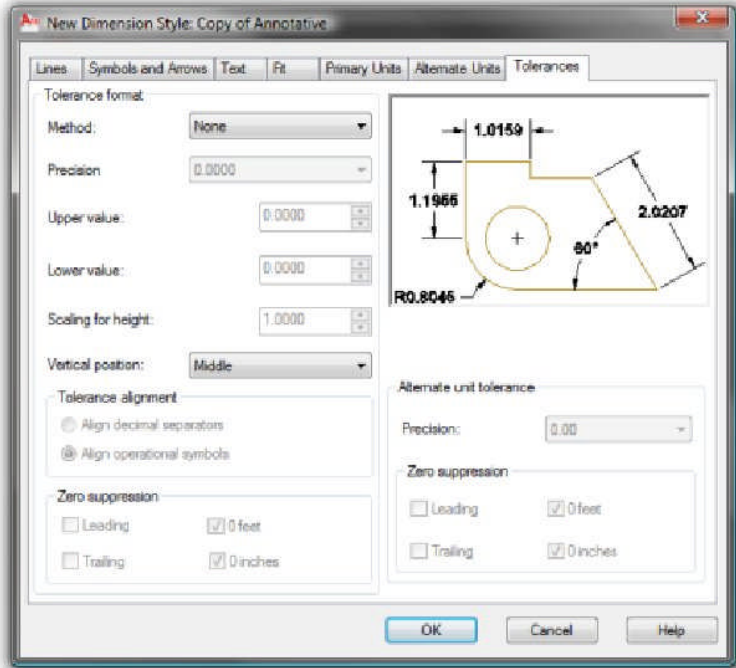 New Dimension Style: Copy of Annotative
Lines Symbols and Arrows Text Fit Primary Units Alternate Units Tolerances
Tolerance format
Method: None
Precision 0.0000
Upper value: 0.0000
Lower value: 0.0000
Scaling for height: 1.0000
Vertical position: Middle
Tolerance alignment
Align decimal separators
Align operational symbols
Zero suppression
Leading 0 feet
Trailing 0 inches
1.0159
1.1955
2.0207
60°
R0.8045
Alternate unit tolerance
Precision: 0.00
Zero suppression
Leading 0 feet
Trailing 0 inches
OK Cancel Help